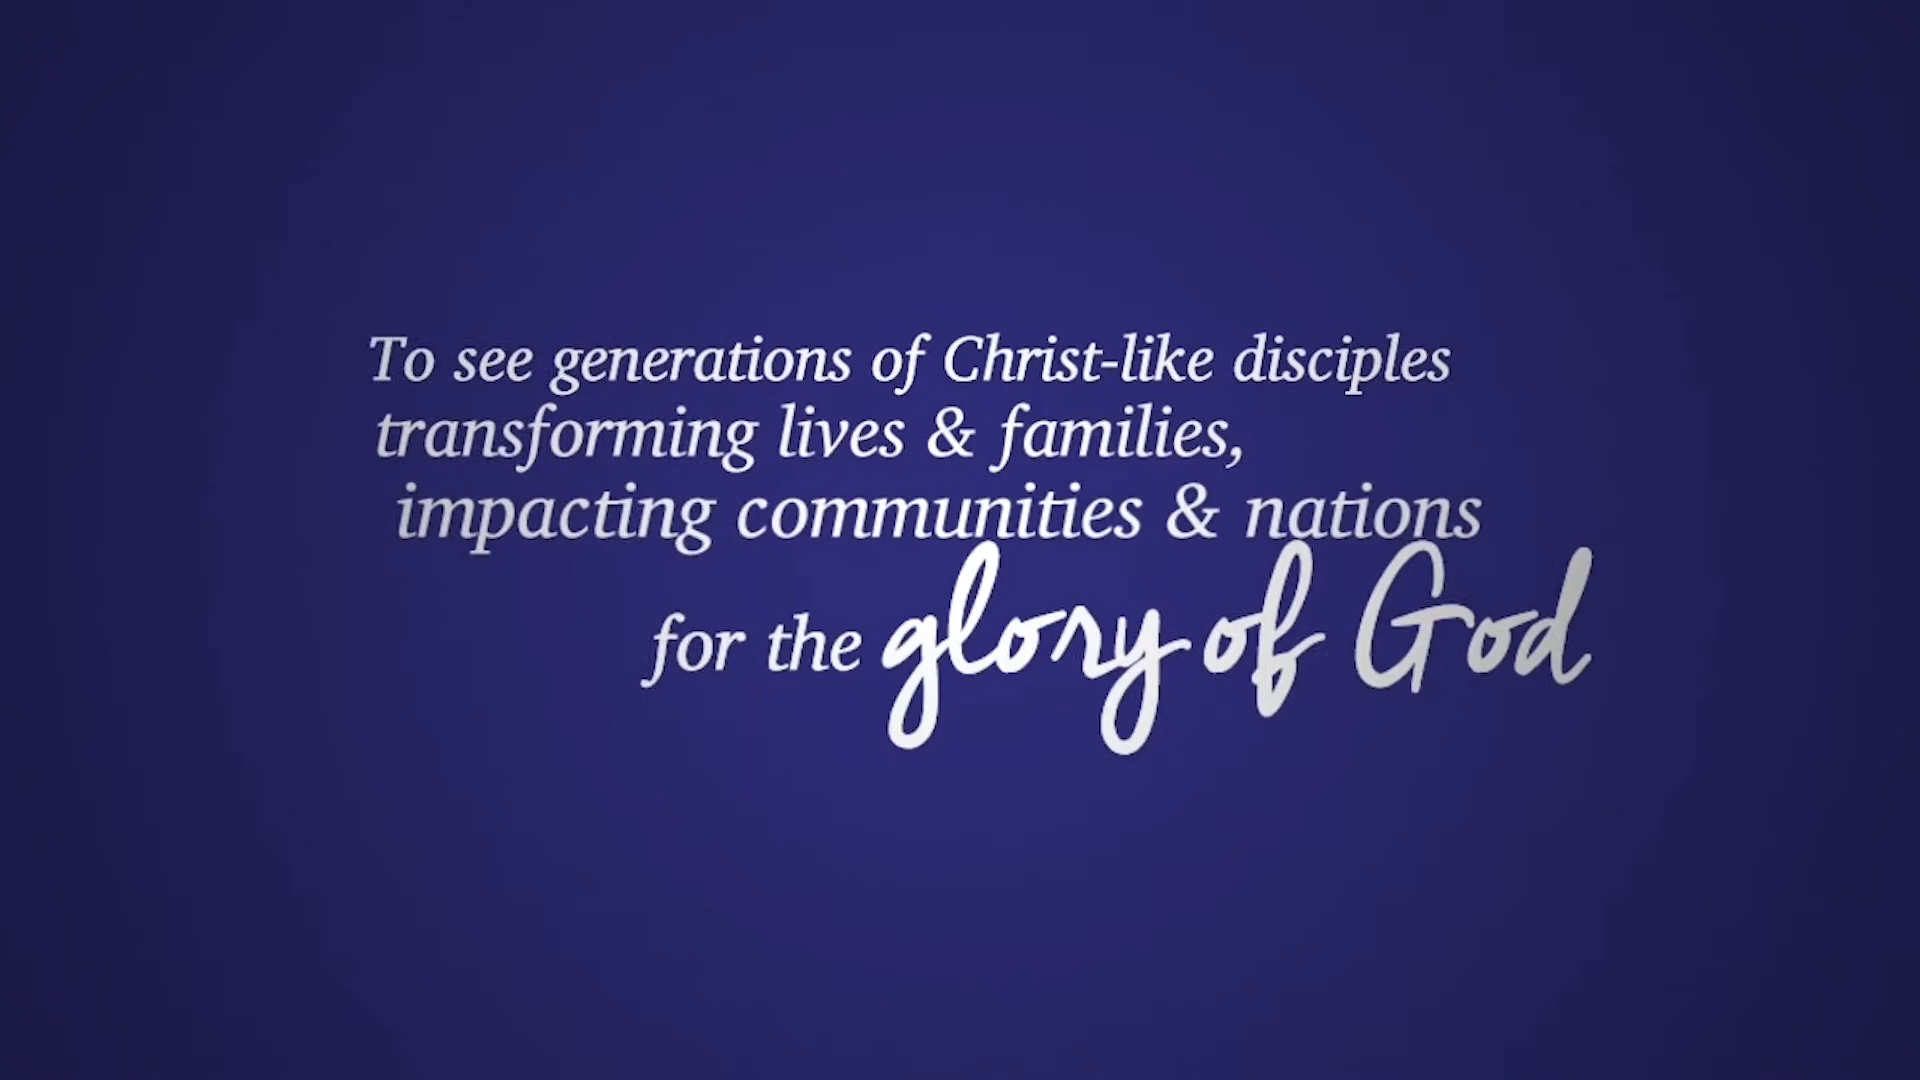 To see generations of Christ-like disciples
transforming lives & families,
impacting communities & nations
for the glory of God